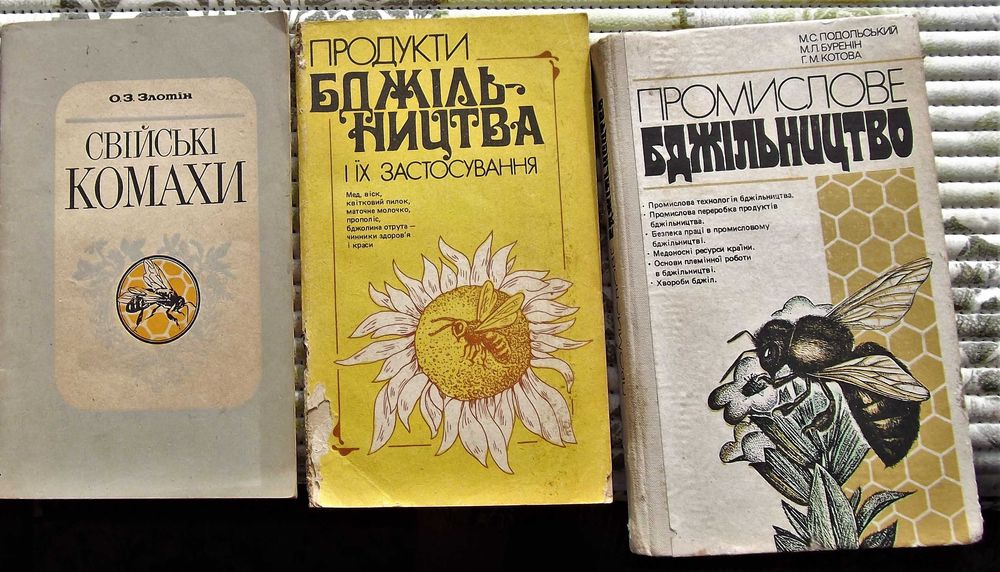 О. З. Злотін
СВІЙСЬКІ
КОМАХИ
ПРОДУКТИ
БДЖІЛЬ-
НИЦТВА
І ЇХ ЗАСТОСУВАННЯ
Мед, віск,
квітковий пилок,
маточне молочко,
прополіс,
бджолина отрута —
чинники здоров'я
і краси
М. С. ПОДОЛЬСЬКИЙ
М. Л. БУРЕНІН
Г. М. КОТОВА
ПРОМИСЛОВЕ
БДЖІЛЬНИЦТВО
• Промислова технологія бджільництва.
• Промислова переробка продуктів
бджільництва.
• Безпека праці в промисловому
бджільництві.
• Медоносні ресурси країни.
• Основи племінної роботи
в бджільництві.
• Хвороби бджіл.